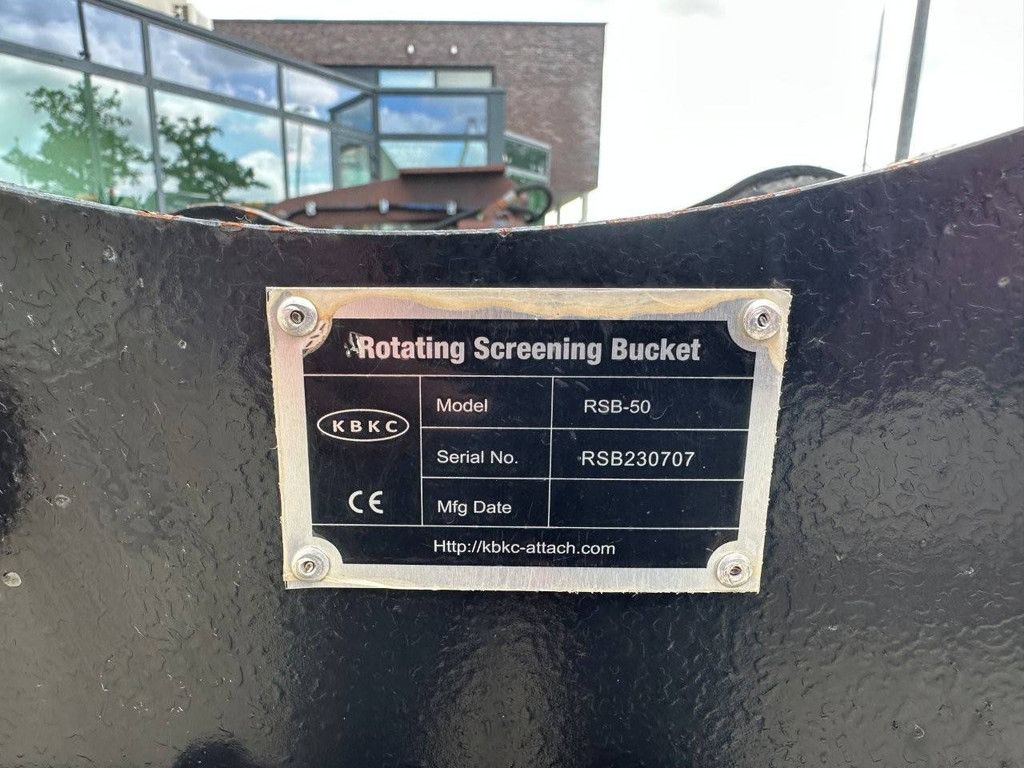 Rotating Screening Bucket
KBKC
CE
Model RSB-50
Serial No. RSB230707
Mfg Date
Http://kbkc-attach.com